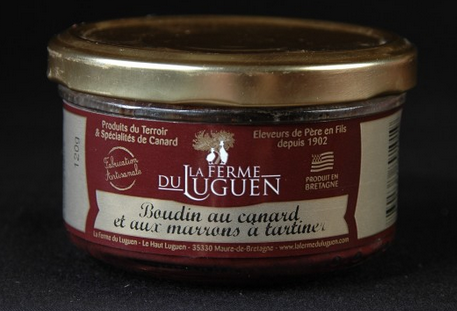 Produits du Terroir
& Spécialités de Canard
Eleveurs de Père en Fils
depuis 1902
120g
Fabrication
Artisanale
LA FERME
DU LUGUEN
PRODUIT EN
BRETAGNE
Boudin au canard
et aux marrons à tartiner
La Ferme du Luguen - Le Haut Luguen - 35330 Maure-de-Bretagne - www.lafermeduluguen.com